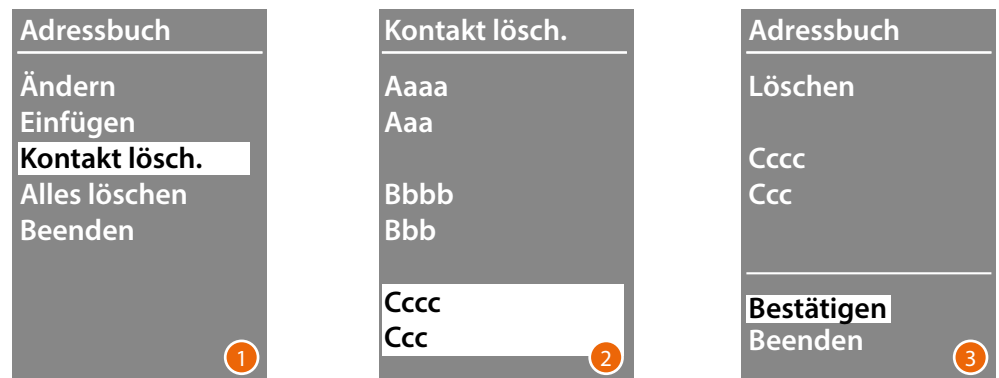 Adressbuch
Ändern
Einfügen
Kontakt lösch.
Alles löschen
Beenden
1
Kontakt lösch.
Aaaa
Aaa
Bbbb
Bbb
Cccc
Ccc
2
Adressbuch
Löschen
Cccc
Ccc
Bestätigen
Beenden
3